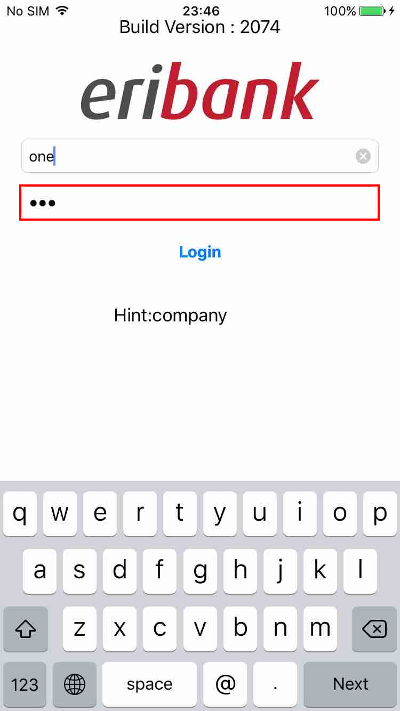 No SIM 23:46 100%
Build Version : 2074
eribank
one
•••
Login
Hint:company
q w e r t y u i o p
a s d f g h j k l
z x c v b n m
123 space @ . Next